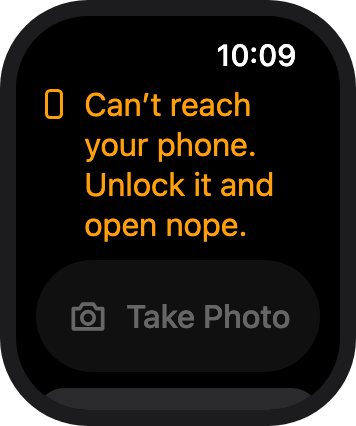 10:09
Can’t reach
your phone.
Unlock it and
open nope.
Take Photo